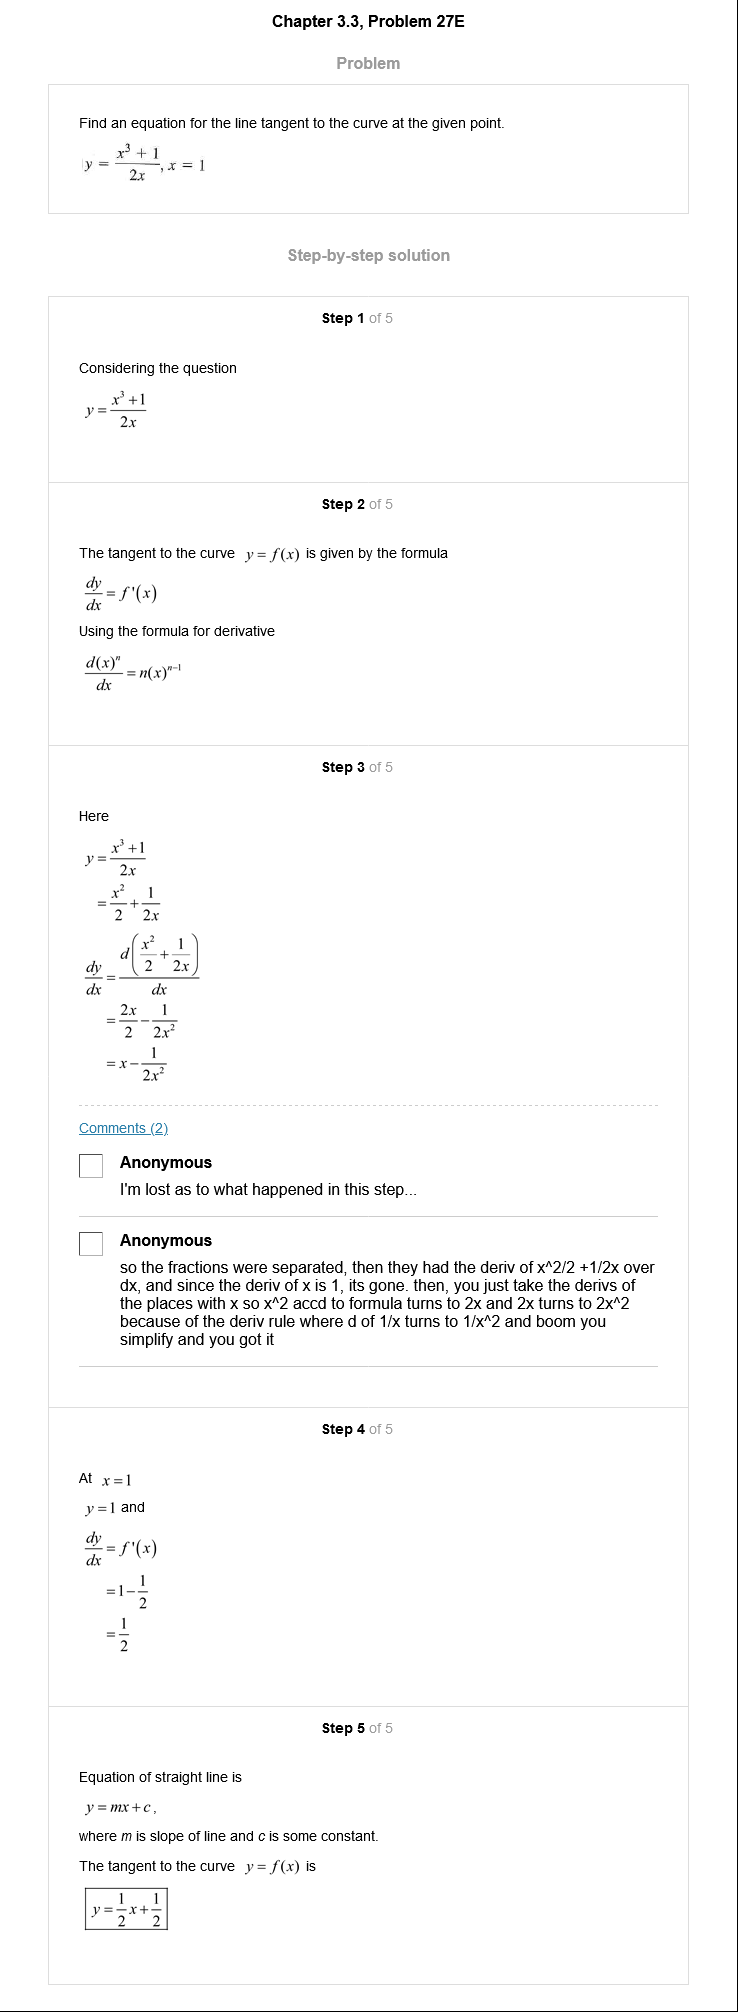 Chapter 3.3, Problem 27E
Problem
Find an equation for the line tangent to the curve at the given point.
y = \frac{x^3 + 1}{2x}, x = 1
Step-by-step solution
Step 1 of 5
Considering the question
y = \frac{x^3 + 1}{2x}
Step 2 of 5
The tangent to the curve y = f(x) is given by the formula
\frac{dy}{dx} = f'(x)
Using the formula for derivative
\frac{d(x)^n}{dx} = n(x)^{n-1}
Step 3 of 5
Here
y = \frac{x^3 + 1}{2x}
= \frac{x^2}{2} + \frac{1}{2x}
\frac{dy}{dx} = \frac{d\left(\frac{x^2}{2} + \frac{1}{2x}\right)}{dx}
= \frac{2x}{2} - \frac{1}{2x^2}
= x - \frac{1}{2x^2}
Comments (2)
Anonymous
I'm lost as to what happened in this step...
Anonymous
so the fractions were separated, then they had the deriv of x^2/2 +1/2x over
dx, and since the deriv of x is 1, its gone. then, you just take the derivs of
the places with x so x^2 accd to formula turns to 2x and 2x turns to 2x^2
because of the deriv rule where d of 1/x turns to 1/x^2 and boom you
simplify and you got it
Step 4 of 5
At x = 1
y = 1 and
\frac{dy}{dx} = f'(x)
= 1 - \frac{1}{2}
= \frac{1}{2}
Step 5 of 5
Equation of straight line is
y = mx + c,
where m is slope of line and c is some constant.
The tangent to the curve y = f(x) is
y = \frac{1}{2}x + \frac{1}{2}